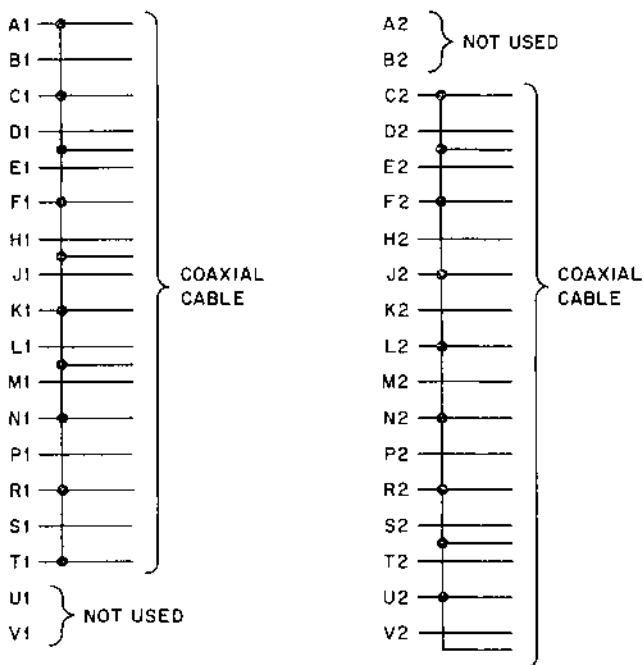 A1
B1
C1
D1
E1
F1
H1
J1
K1
L1
M1
N1
P1
R1
S1
T1
U1
V1
COAXIAL
CABLE
NOT USED
A2
B2
C2
D2
E2
F2
H2
J2
K2
L2
M2
N2
P2
R2
S2
T2
U2
V2
NOT USED
COAXIAL
CABLE